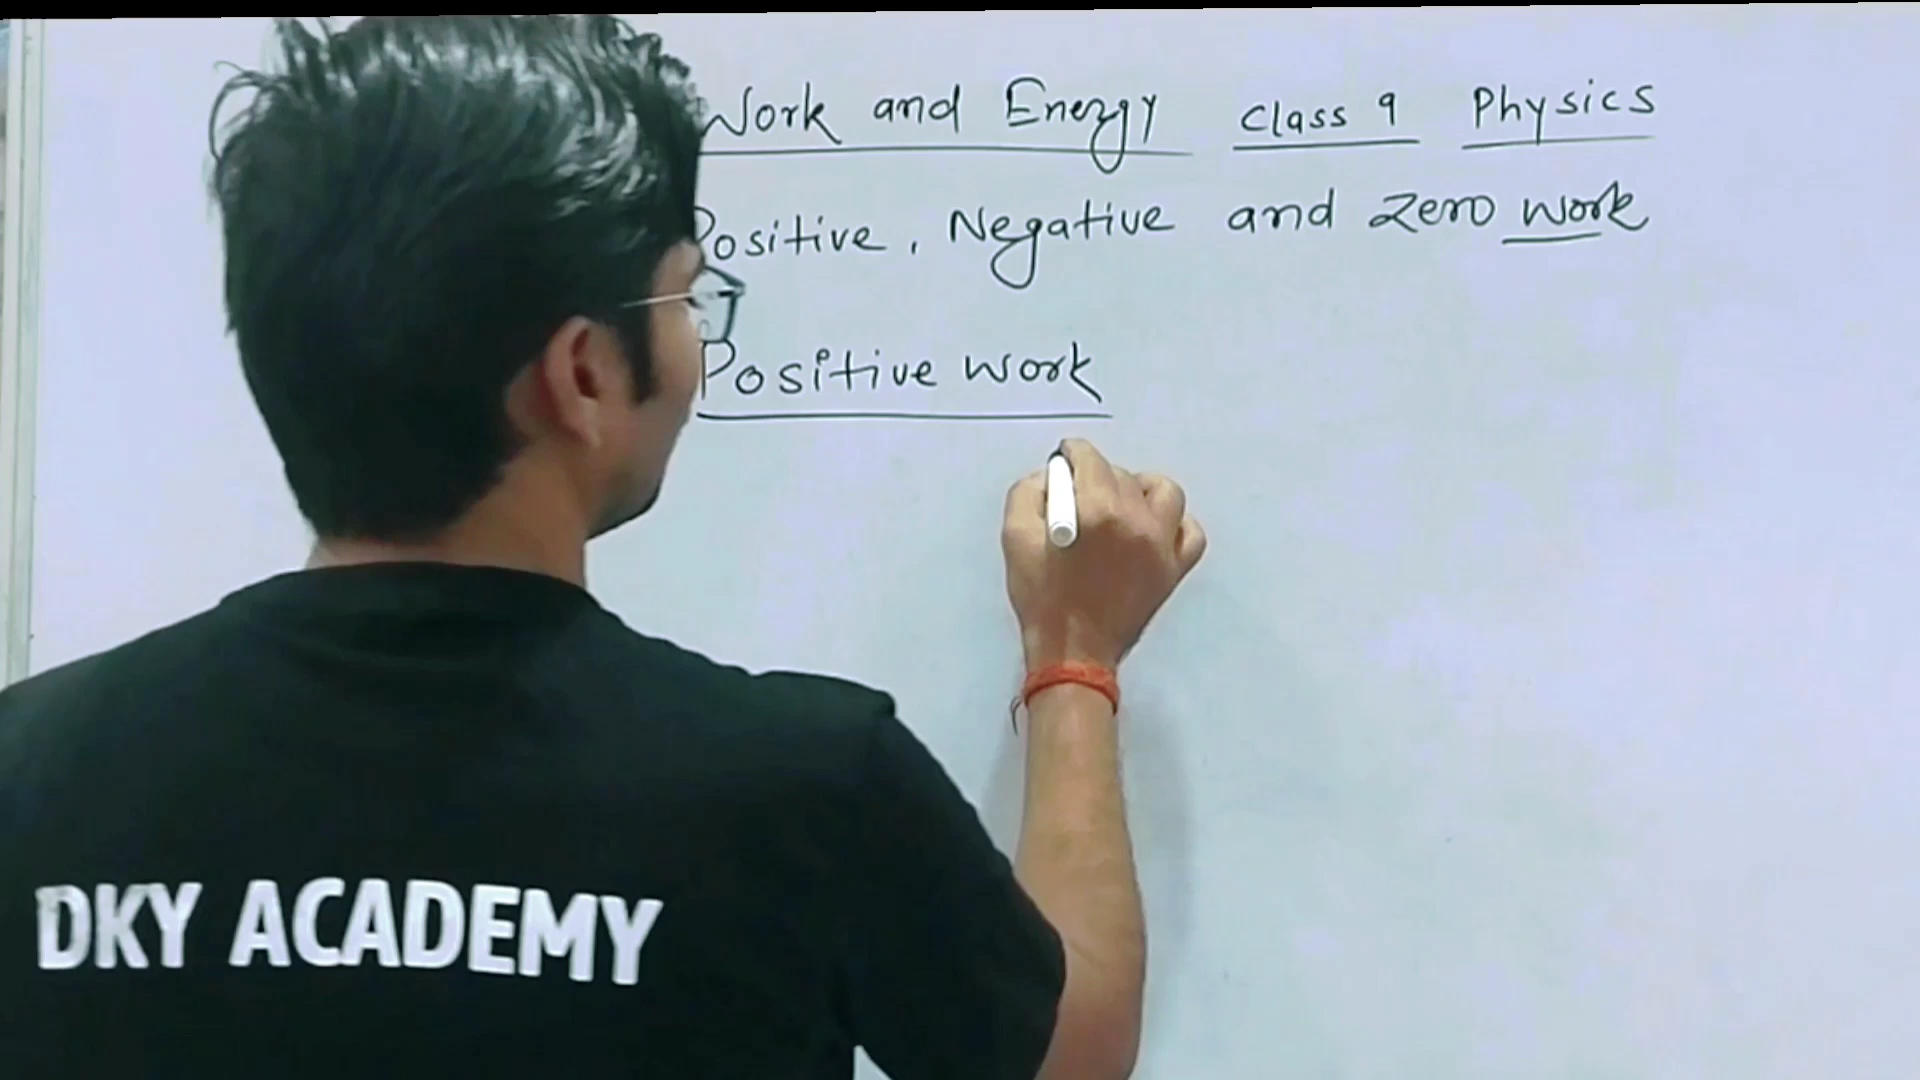 Work and Energy Class 9 Physics
Positive, Negative and Zero Work
Positive work
DKY ACADEMY